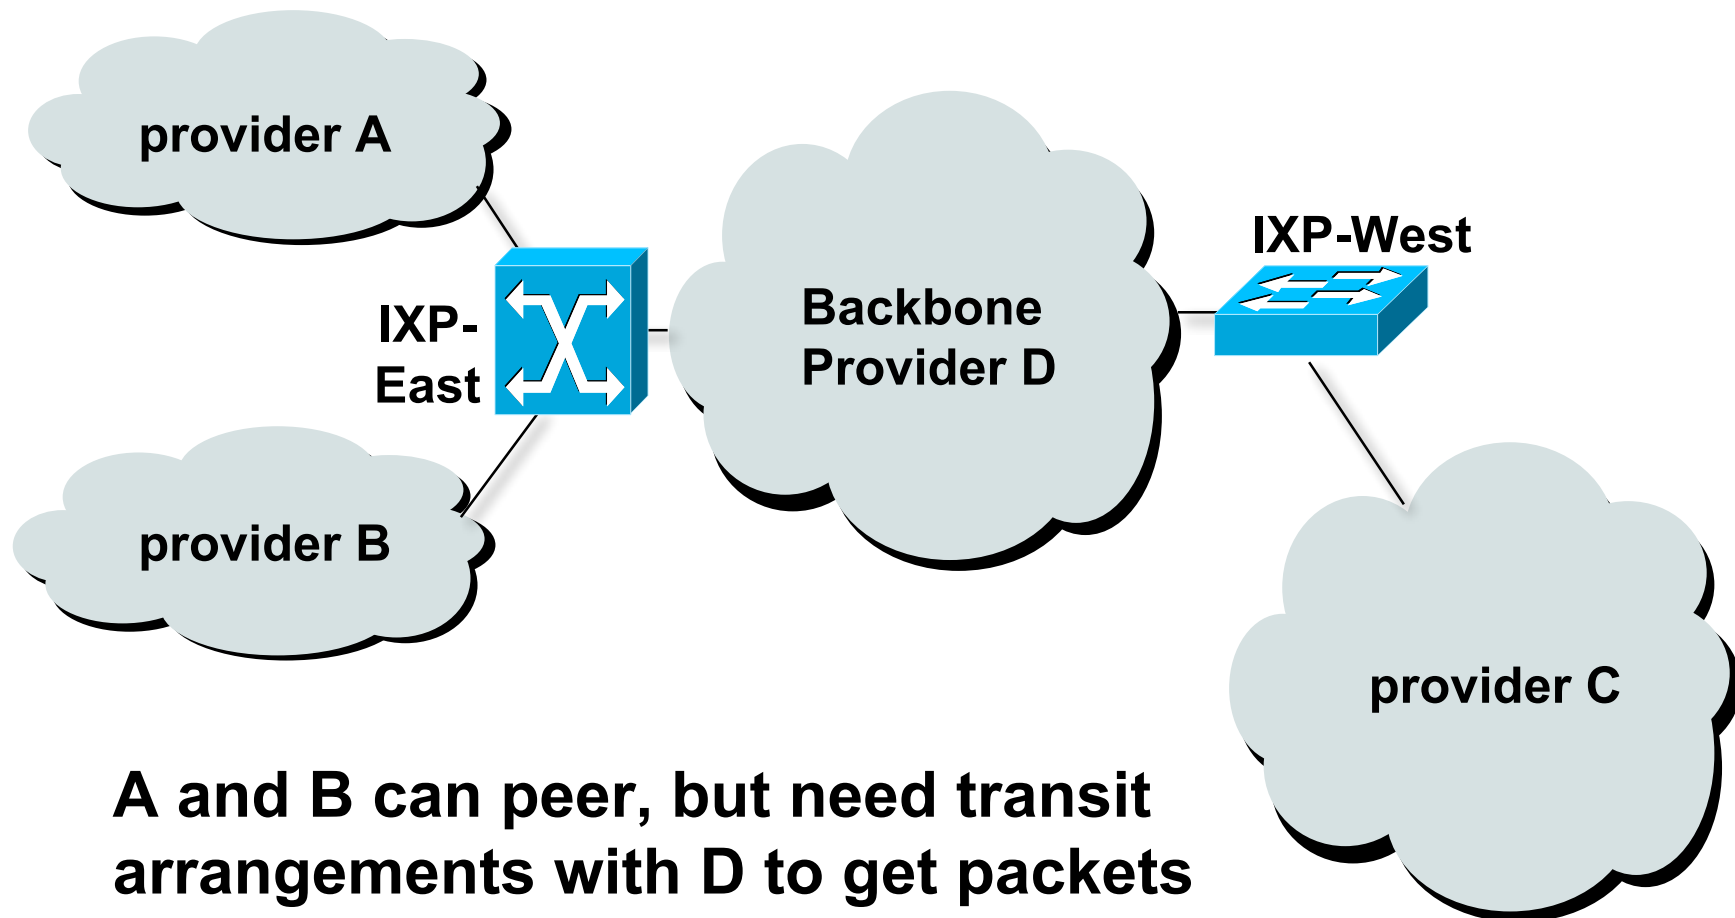 provider A
IXP-West
IXP-
East
Backbone
Provider D
provider B
provider C
A and B can peer, but need transit
arrangements with D to get packets